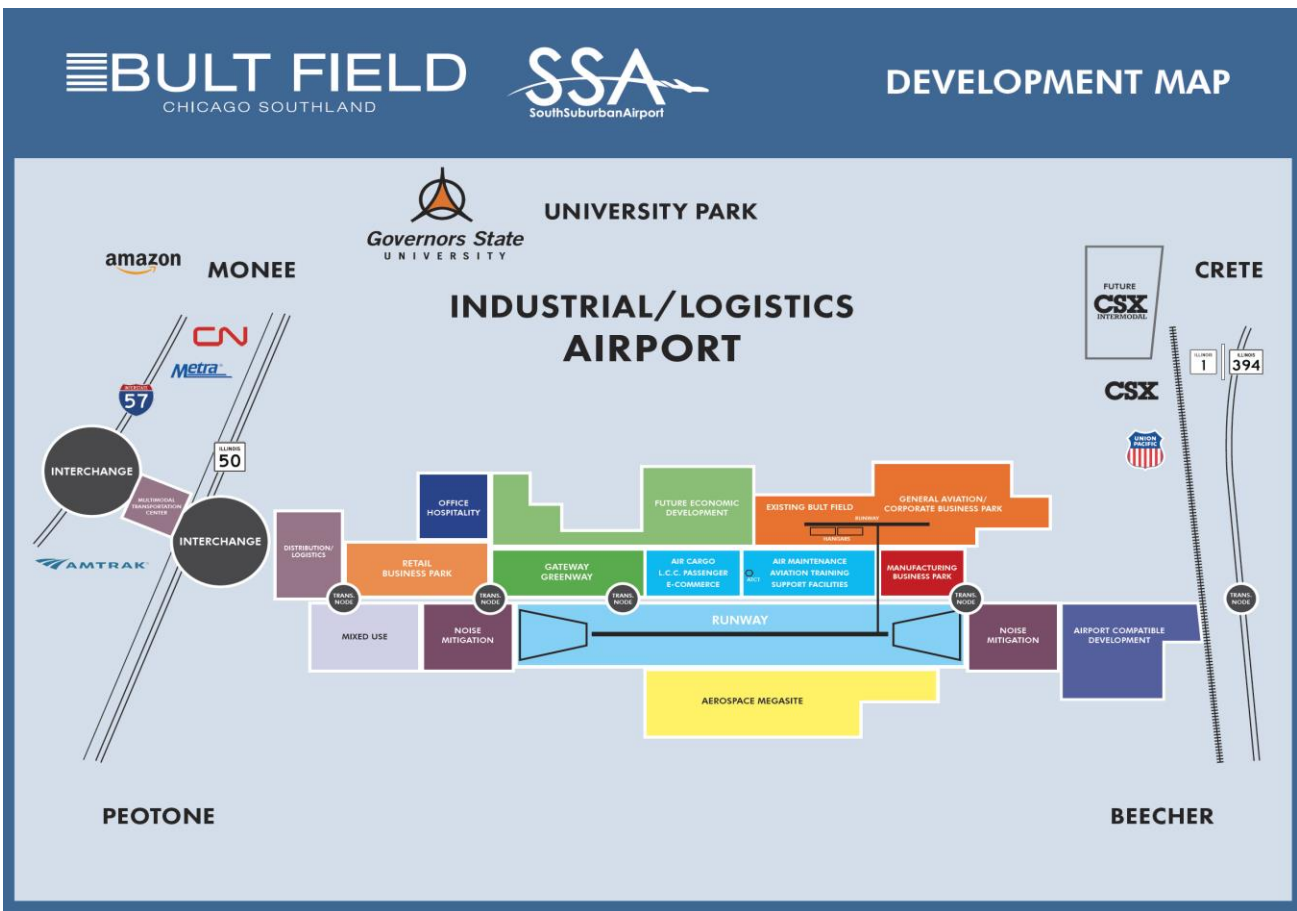 BULT FIELD
CHICAGO SOUTHLAND
SSA
SouthSuburbanAirport
DEVELOPMENT MAP
Governors State
UNIVERSITY
UNIVERSITY PARK
amazon
MONEE
CRETE
INDUSTRIAL/LOGISTICS
AIRPORT
FUTURE
CSX
INTERMODAL
CN
Metra
INTERSTATE
57
ILLINOIS
1
ILLINOIS
394
CSX
UNION
PACIFIC
ILLINOIS
50
INTERCHANGE
MULTIMODAL
TRANSPORTATION
CENTER
INTERCHANGE
AMTRAK
OFFICE
HOSPITALITY
FUTURE ECONOMIC
DEVELOPMENT
EXISTING BULT FIELD
GENERAL AVIATION/
CORPORATE BUSINESS PARK
RUNWAY
HANGARS
DISTRIBUTION/
LOGISTICS
RETAIL
BUSINESS PARK
GATEWAY
GREENWAY
AIR CARGO
L.C.C. PASSENGER
E-COMMERCE
AIR MAINTENANCE
AVIATION TRAINING
SUPPORT FACILITIES
MANUFACTURING
BUSINESS PARK
TRANS.
NODE
TRANS.
NODE
TRANS.
NODE
TRANS.
NODE
TRANS.
NODE
MIXED USE
NOISE
MITIGATION
RUNWAY
NOISE
MITIGATION
AIRPORT COMPATIBLE
DEVELOPMENT
AEROSPACE MEGASITE
PEOTONE
BEECHER